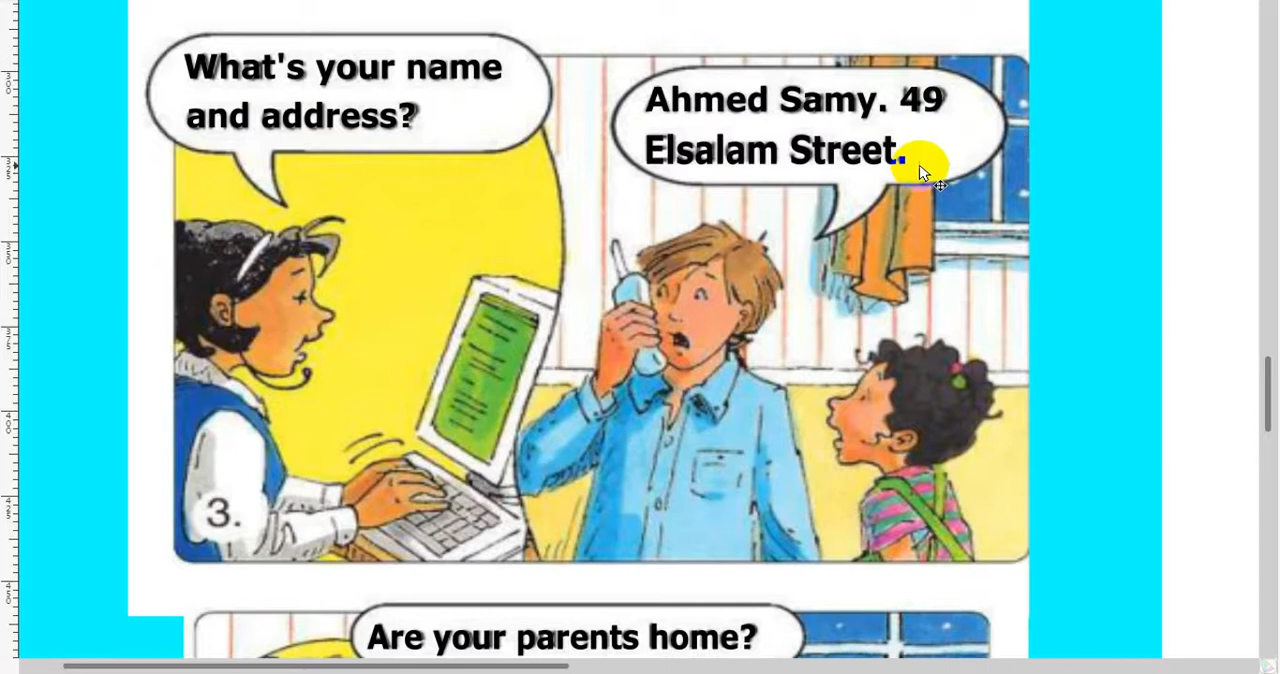 What's your name
and address?
Ahmed Samy. 49
Elsalam Street.
3.
Are your parents home?